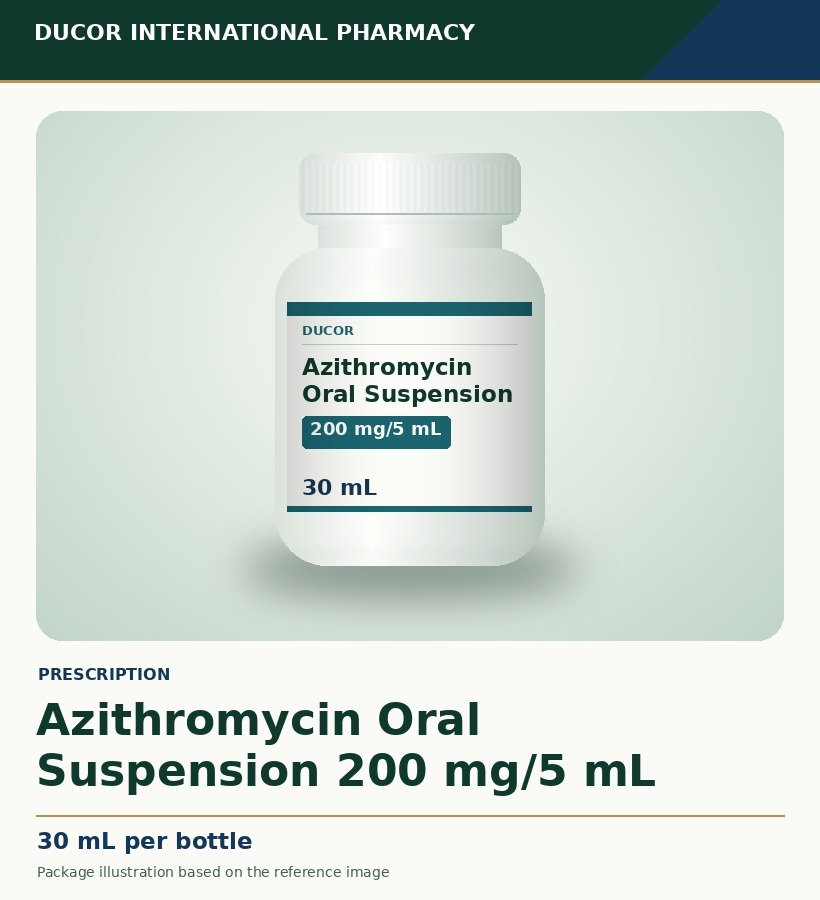 DUCOR INTERNATIONAL PHARMACY
DUCOR
Azithromycin
Oral Suspension
200 mg/5 mL
30 mL
PRESCRIPTION
Azithromycin Oral
Suspension 200 mg/5 mL
30 mL per bottle
Package illustration based on the reference image